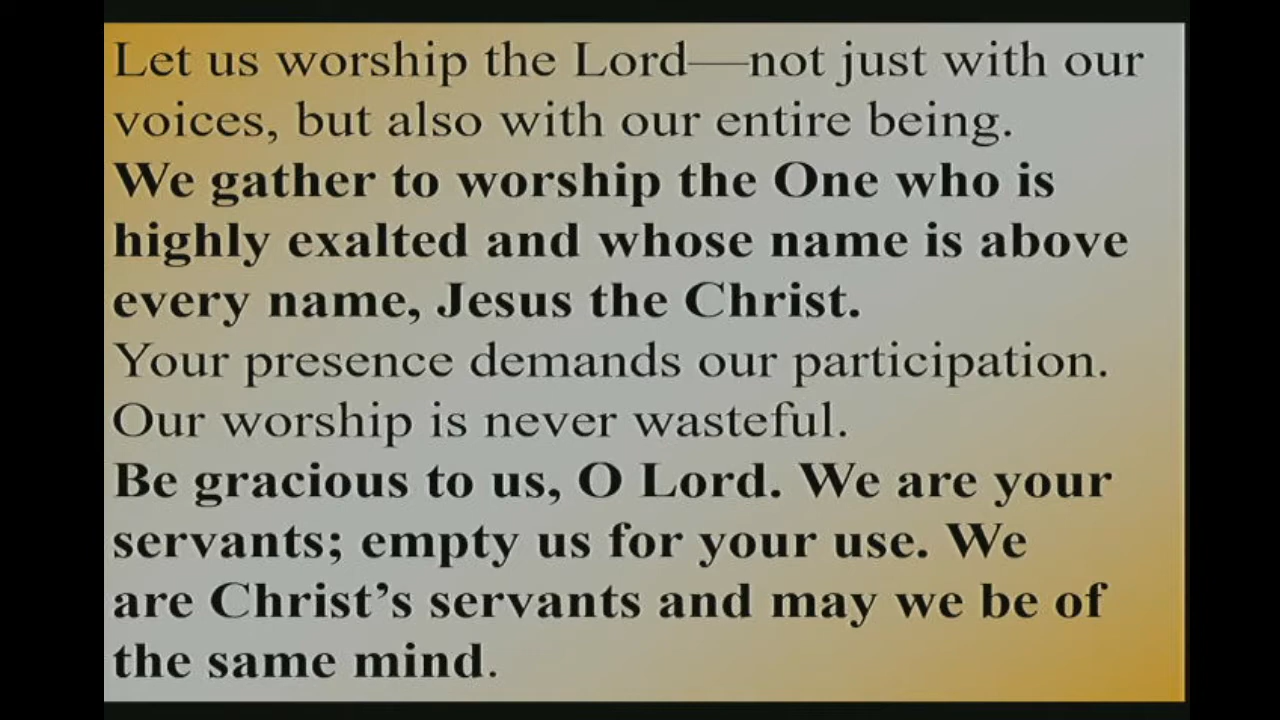 Let us worship the Lord—not just with our
voices, but also with our entire being.
We gather to worship the One who is
highly exalted and whose name is above
every name, Jesus the Christ.
Your presence demands our participation.
Our worship is never wasteful.
Be gracious to us, O Lord. We are your
servants; empty us for your use. We
are Christ’s servants and may we be of
the same mind.